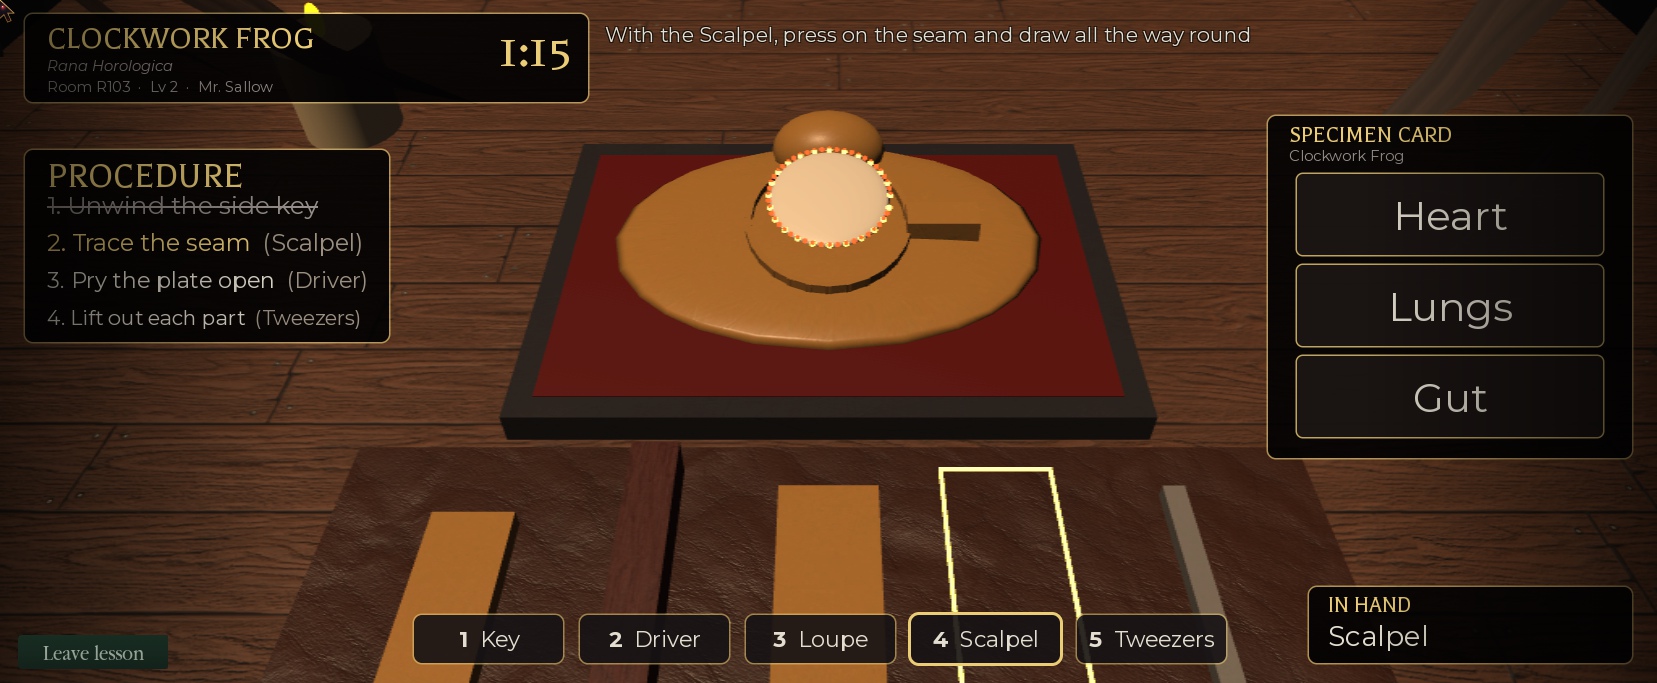 CLOCKWORK FROG
Rana Horologica
Room R103 · Lv 2 · Mr. Sallow
1:15
With the Scalpel, press on the seam and draw all the way round
PROCEDURE
1. Unwind the side key
2. Trace the seam (Scalpel)
3. Pry the plate open (Driver)
4. Lift out each part (Tweezers)
SPECIMEN CARD
Clockwork Frog
Heart
Lungs
Gut
1 Key
2 Driver
3 Loupe
4 Scalpel
5 Tweezers
IN HAND
Scalpel
Leave lesson